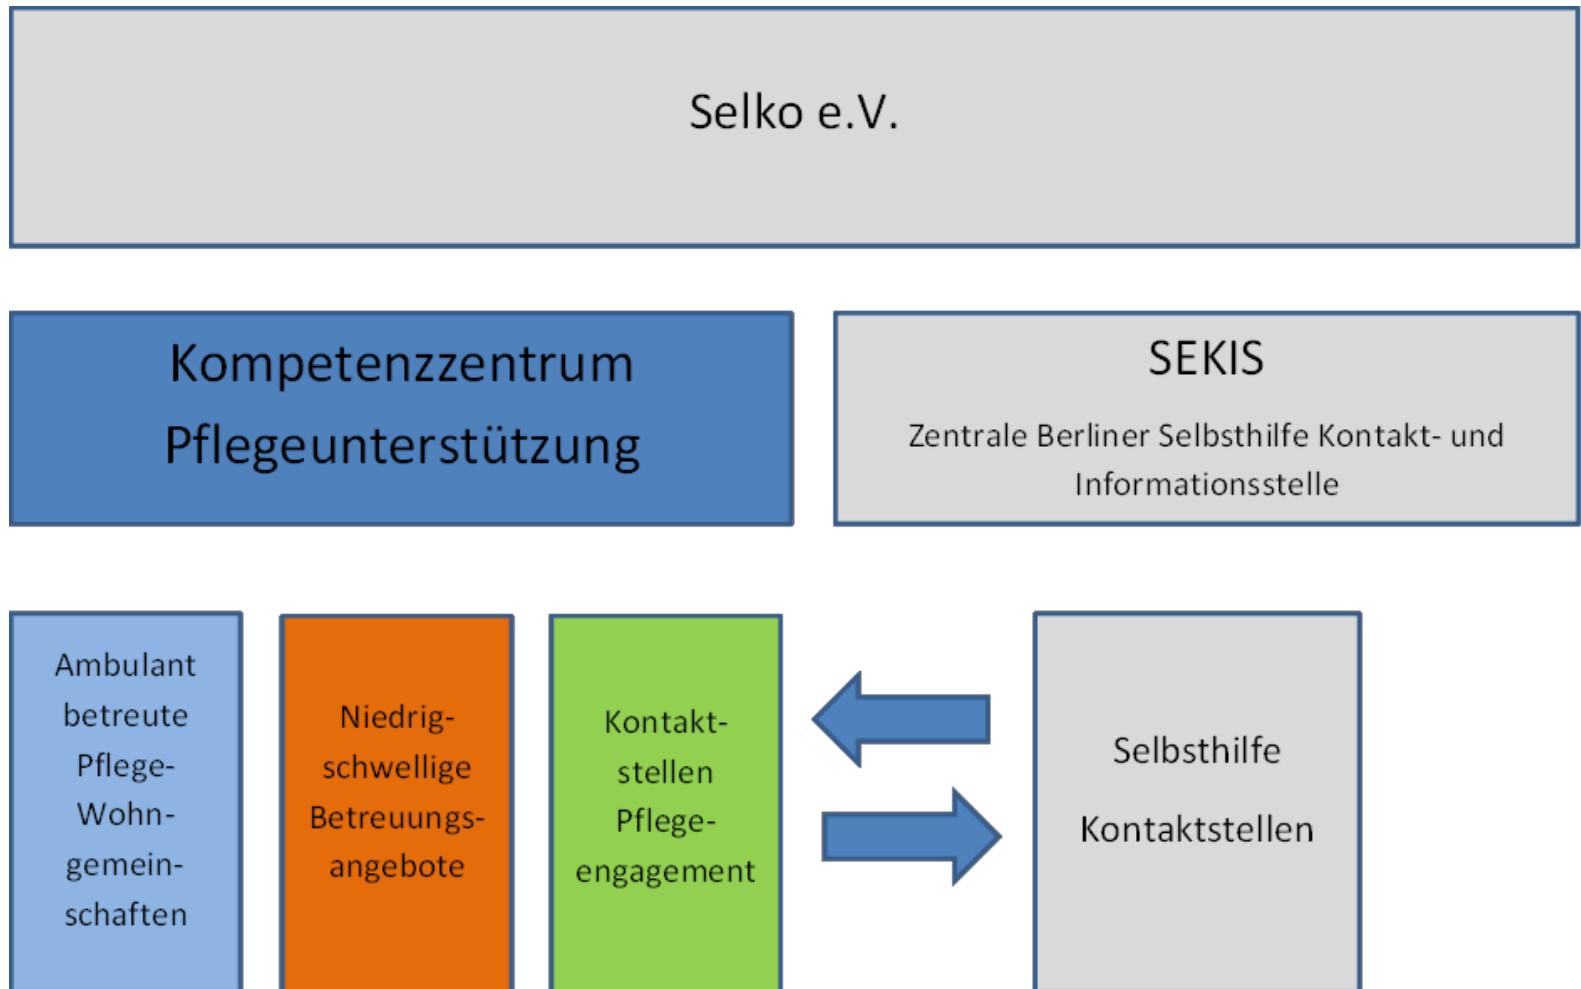 Selko e.V.
Kompetenzzentrum
Pflegeunterstützung
SEKIS
Zentrale Berliner Selbsthilfe Kontakt- und
Informationsstelle
Ambulant
betreute
Pflege-
Wohn-
gemein-
schaften
Niedrig-
schwellige
Betreuungs-
angebote
Kontakt-
stellen
Pflege-
engagement
Selbsthilfe
Kontaktstellen